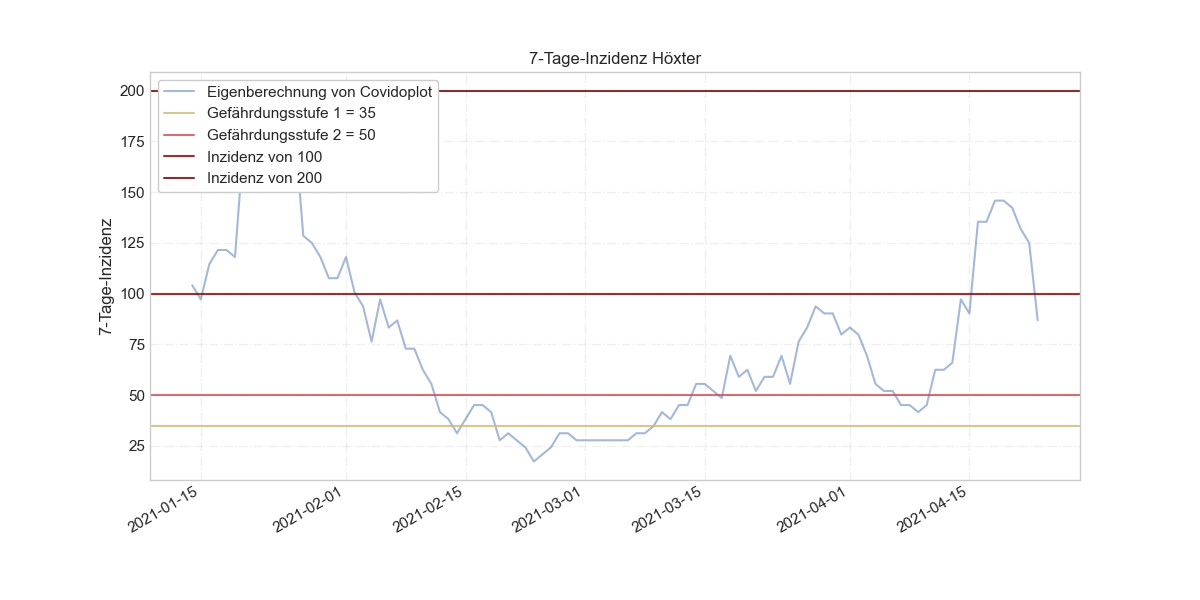 7-Tage-Inzidenz Höxter
Eigenberechnung von Covidoplot
Gefährdungsstufe 1 = 35
Gefährdungsstufe 2 = 50
Inzidenz von 100
Inzidenz von 200
7-Tage-Inzidenz
200
175
150
125
100
75
50
25
2021-01-15
2021-02-01
2021-02-15
2021-03-01
2021-03-15
2021-04-01
2021-04-15